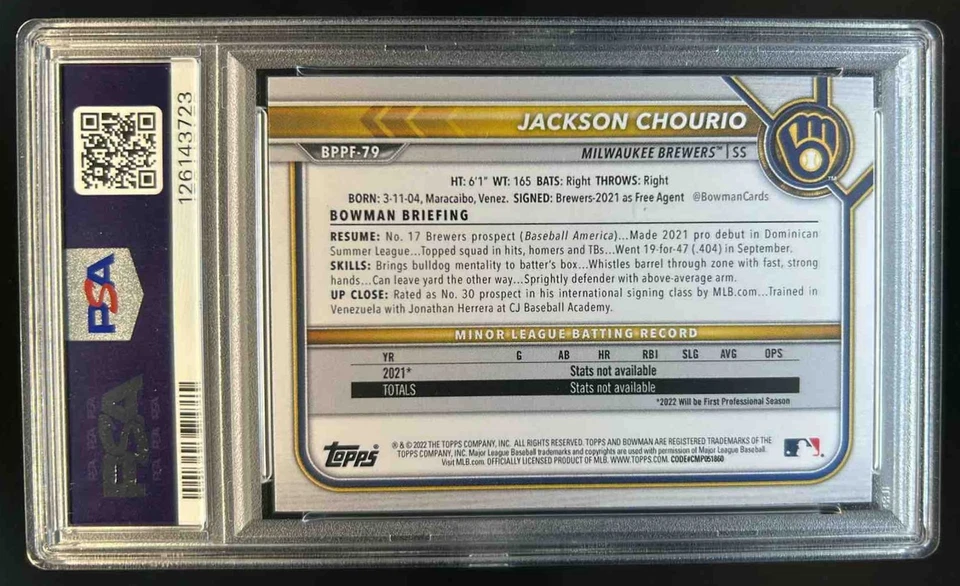 126143723
PSA
PSA
JACKSON CHOURIO
BPPF-79
MILWAUKEE BREWERS™ | SS
HT: 6'1" WT: 165 BATS: Right THROWS: Right
BORN: 3-11-04, Maracaibo, Venez. SIGNED: Brewers-2021 as Free Agent @BowmanCards
BOWMAN BRIEFING
RESUME: No. 17 Brewers prospect (Baseball America)...Made 2021 pro debut in Dominican
Summer League...Topped squad in hits, homers and TBs...Went 19-for-47 (.404) in September.
SKILLS: Brings bulldog mentality to batter's box...Whistles barrel through zone with fast, strong
hands...Can leave yard the other way...Sprightly defender with above-average arm.
UP CLOSE: Rated as No. 30 prospect in his international signing class by MLB.com...Trained in
Venezuela with Jonathan Herrera at CJ Baseball Academy.
MINOR LEAGUE BATTING RECORD
YR G AB HR RBI SLG AVG OPS
2021* Stats not available
TOTALS Stats not available
*2022 Will be First Professional Season
Topps
® & © 2022 THE TOPPS COMPANY, INC. ALL RIGHTS RESERVED. TOPPS AND BOWMAN ARE REGISTERED TRADEMARKS OF THE
TOPPS COMPANY, INC. Major League Baseball trademarks and copyrights are used with permission of Major League Baseball.
Visit MLB.com. OFFICIALLY LICENSED PRODUCT OF MLB. WWW.TOPPS.COM. CODE#CMP051860